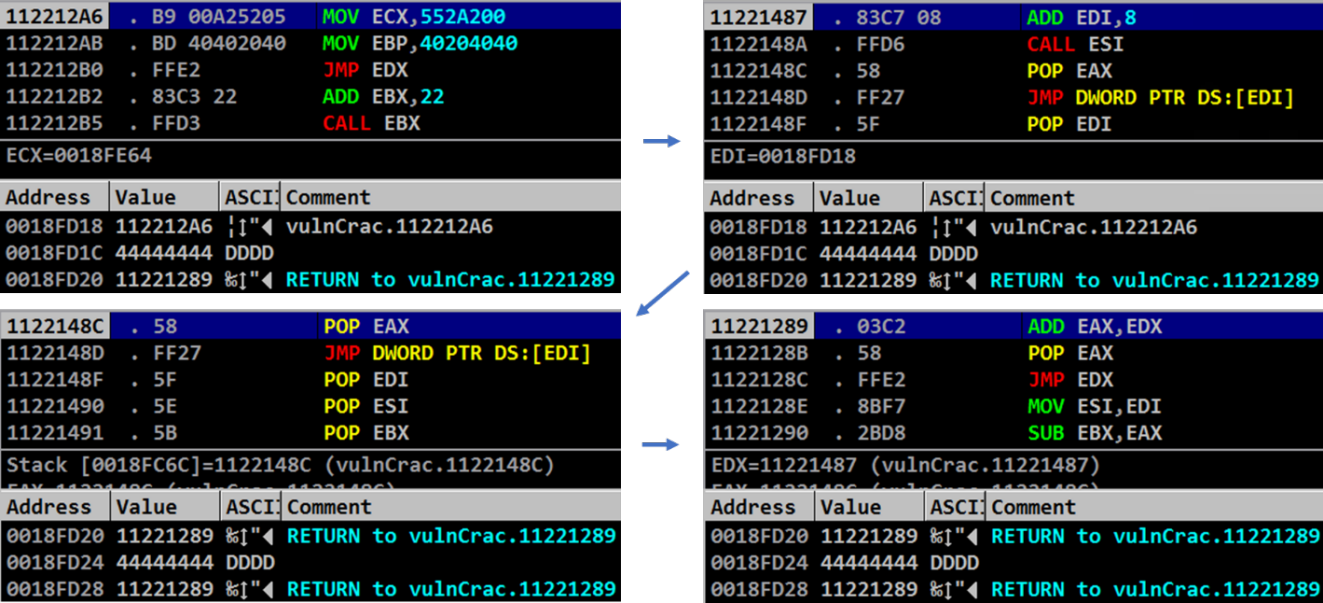 112212A6 . B9 00A25205 MOV ECX,552A200
112212AB . BD 40402040 MOV EBP,40204040
112212B0 . FFE2 JMP EDX
112212B2 . 83C3 22 ADD EBX,22
112212B5 . FFD3 CALL EBX
ECX=0018FE64
Address Value ASCII Comment
0018FD18 112212A6 ¦↕"◀ vulnCrac.112212A6
0018FD1C 44444444 DDDD
0018FD20 11221289 ‰↕"◀ RETURN to vulnCrac.11221289
11221487 . 83C7 08 ADD EDI,8
1122148A . FFD6 CALL ESI
1122148C . 58 POP EAX
1122148D . FF27 JMP DWORD PTR DS:[EDI]
1122148F . 5F POP EDI
EDI=0018FD18
Address Value ASCII Comment
0018FD18 112212A6 ¦↕"◀ vulnCrac.112212A6
0018FD1C 44444444 DDDD
0018FD20 11221289 ‰↕"◀ RETURN to vulnCrac.11221289
1122148C . 58 POP EAX
1122148D . FF27 JMP DWORD PTR DS:[EDI]
1122148F . 5F POP EDI
11221490 . 5E POP ESI
11221491 . 5B POP EBX
Stack [0018FC6C]=1122148C (vulnCrac.1122148C)
Address Value ASCII Comment
0018FD20 11221289 ‰↕"◀ RETURN to vulnCrac.11221289
0018FD24 44444444 DDDD
0018FD28 11221289 ‰↕"◀ RETURN to vulnCrac.11221289
11221289 . 03C2 ADD EAX,EDX
1122128B . 58 POP EAX
1122128C . FFE2 JMP EDX
1122128E . 8BF7 MOV ESI,EDI
11221290 . 2BD8 SUB EBX,EAX
EDX=11221487 (vulnCrac.11221487)
Address Value ASCII Comment
0018FD20 11221289 ‰↕"◀ RETURN to vulnCrac.11221289
0018FD24 44444444 DDDD
0018FD28 11221289 ‰↕"◀ RETURN to vulnCrac.11221289